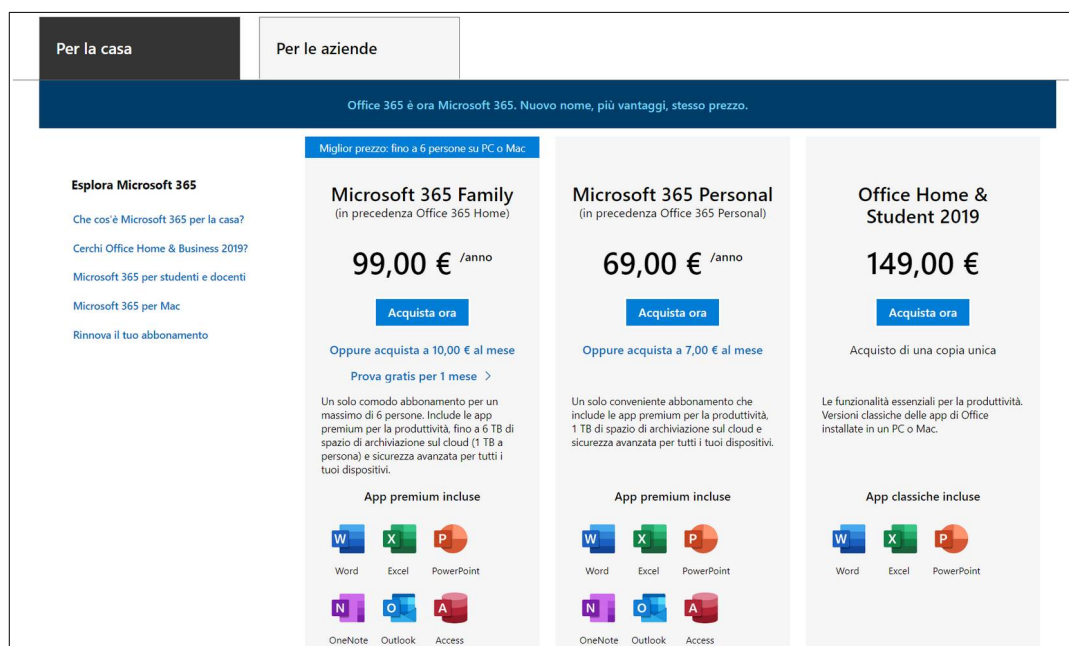 Per la casa
Per le aziende
Office 365 è ora Microsoft 365. Nuovo nome, più vantaggi, stesso prezzo.
Esplora Microsoft 365
Che cos'è Microsoft 365 per la casa?
Cerchi Office Home & Business 2019?
Microsoft 365 per studenti e docenti
Microsoft 365 per Mac
Rinnova il tuo abbonamento
Miglior prezzo: fino a 6 persone su PC o Mac
Microsoft 365 Family
(in precedenza Office 365 Home)
99,00 € /anno
Acquista ora
Oppure acquista a 10,00 € al mese
Prova gratis per 1 mese >
Un solo comodo abbonamento per un
massimo di 6 persone. Include le app
premium per la produttività, fino a 6 TB di
spazio di archiviazione sul cloud (1 TB a
persona) e sicurezza avanzata per tutti i
tuoi dispositivi.
App premium incluse
W X P
Word Excel PowerPoint
N O A
OneNote Outlook Access
Microsoft 365 Personal
(in precedenza Office 365 Personal)
69,00 € /anno
Acquista ora
Oppure acquista a 7,00 € al mese
Un solo conveniente abbonamento che
include le app premium per la produttività,
1 TB di spazio di archiviazione sul cloud e
sicurezza avanzata per tutti i tuoi dispositivi.
App premium incluse
W X P
Word Excel PowerPoint
N O A
OneNote Outlook Access
Office Home &
Student 2019
149,00 €
Acquista ora
Acquisto di una copia unica
Le funzionalità essenziali per la produttività.
Versioni classiche delle app di Office
installate in un PC o Mac.
App classiche incluse
W X P
Word Excel PowerPoint